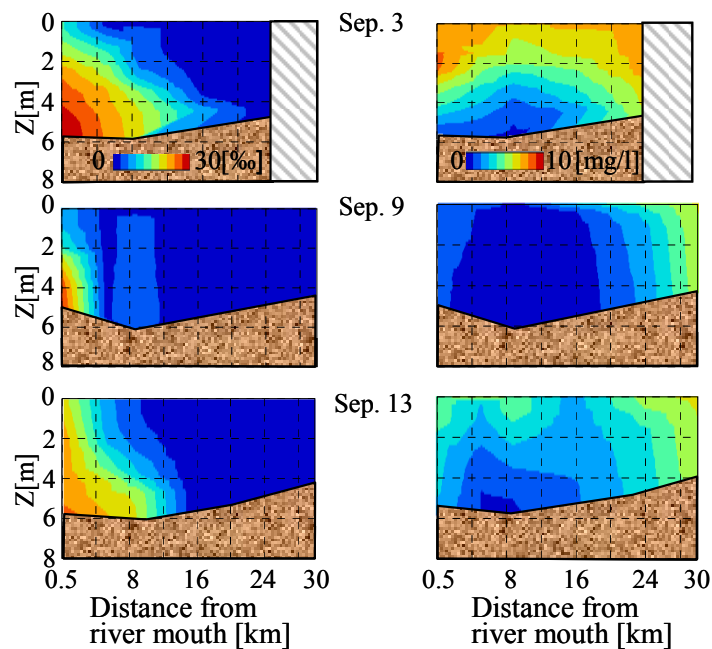 Sep. 3
0
2
4
6
8
Z[m]
0 30[‰]
0 10 [mg/l]
Sep. 9
0
2
4
6
8
Z[m]
Sep. 13
0
2
4
6
8
Z[m]
0.5 8 16 24 30
Distance from
river mouth [km]
0.5 8 16 24 30
Distance from
river mouth [km]